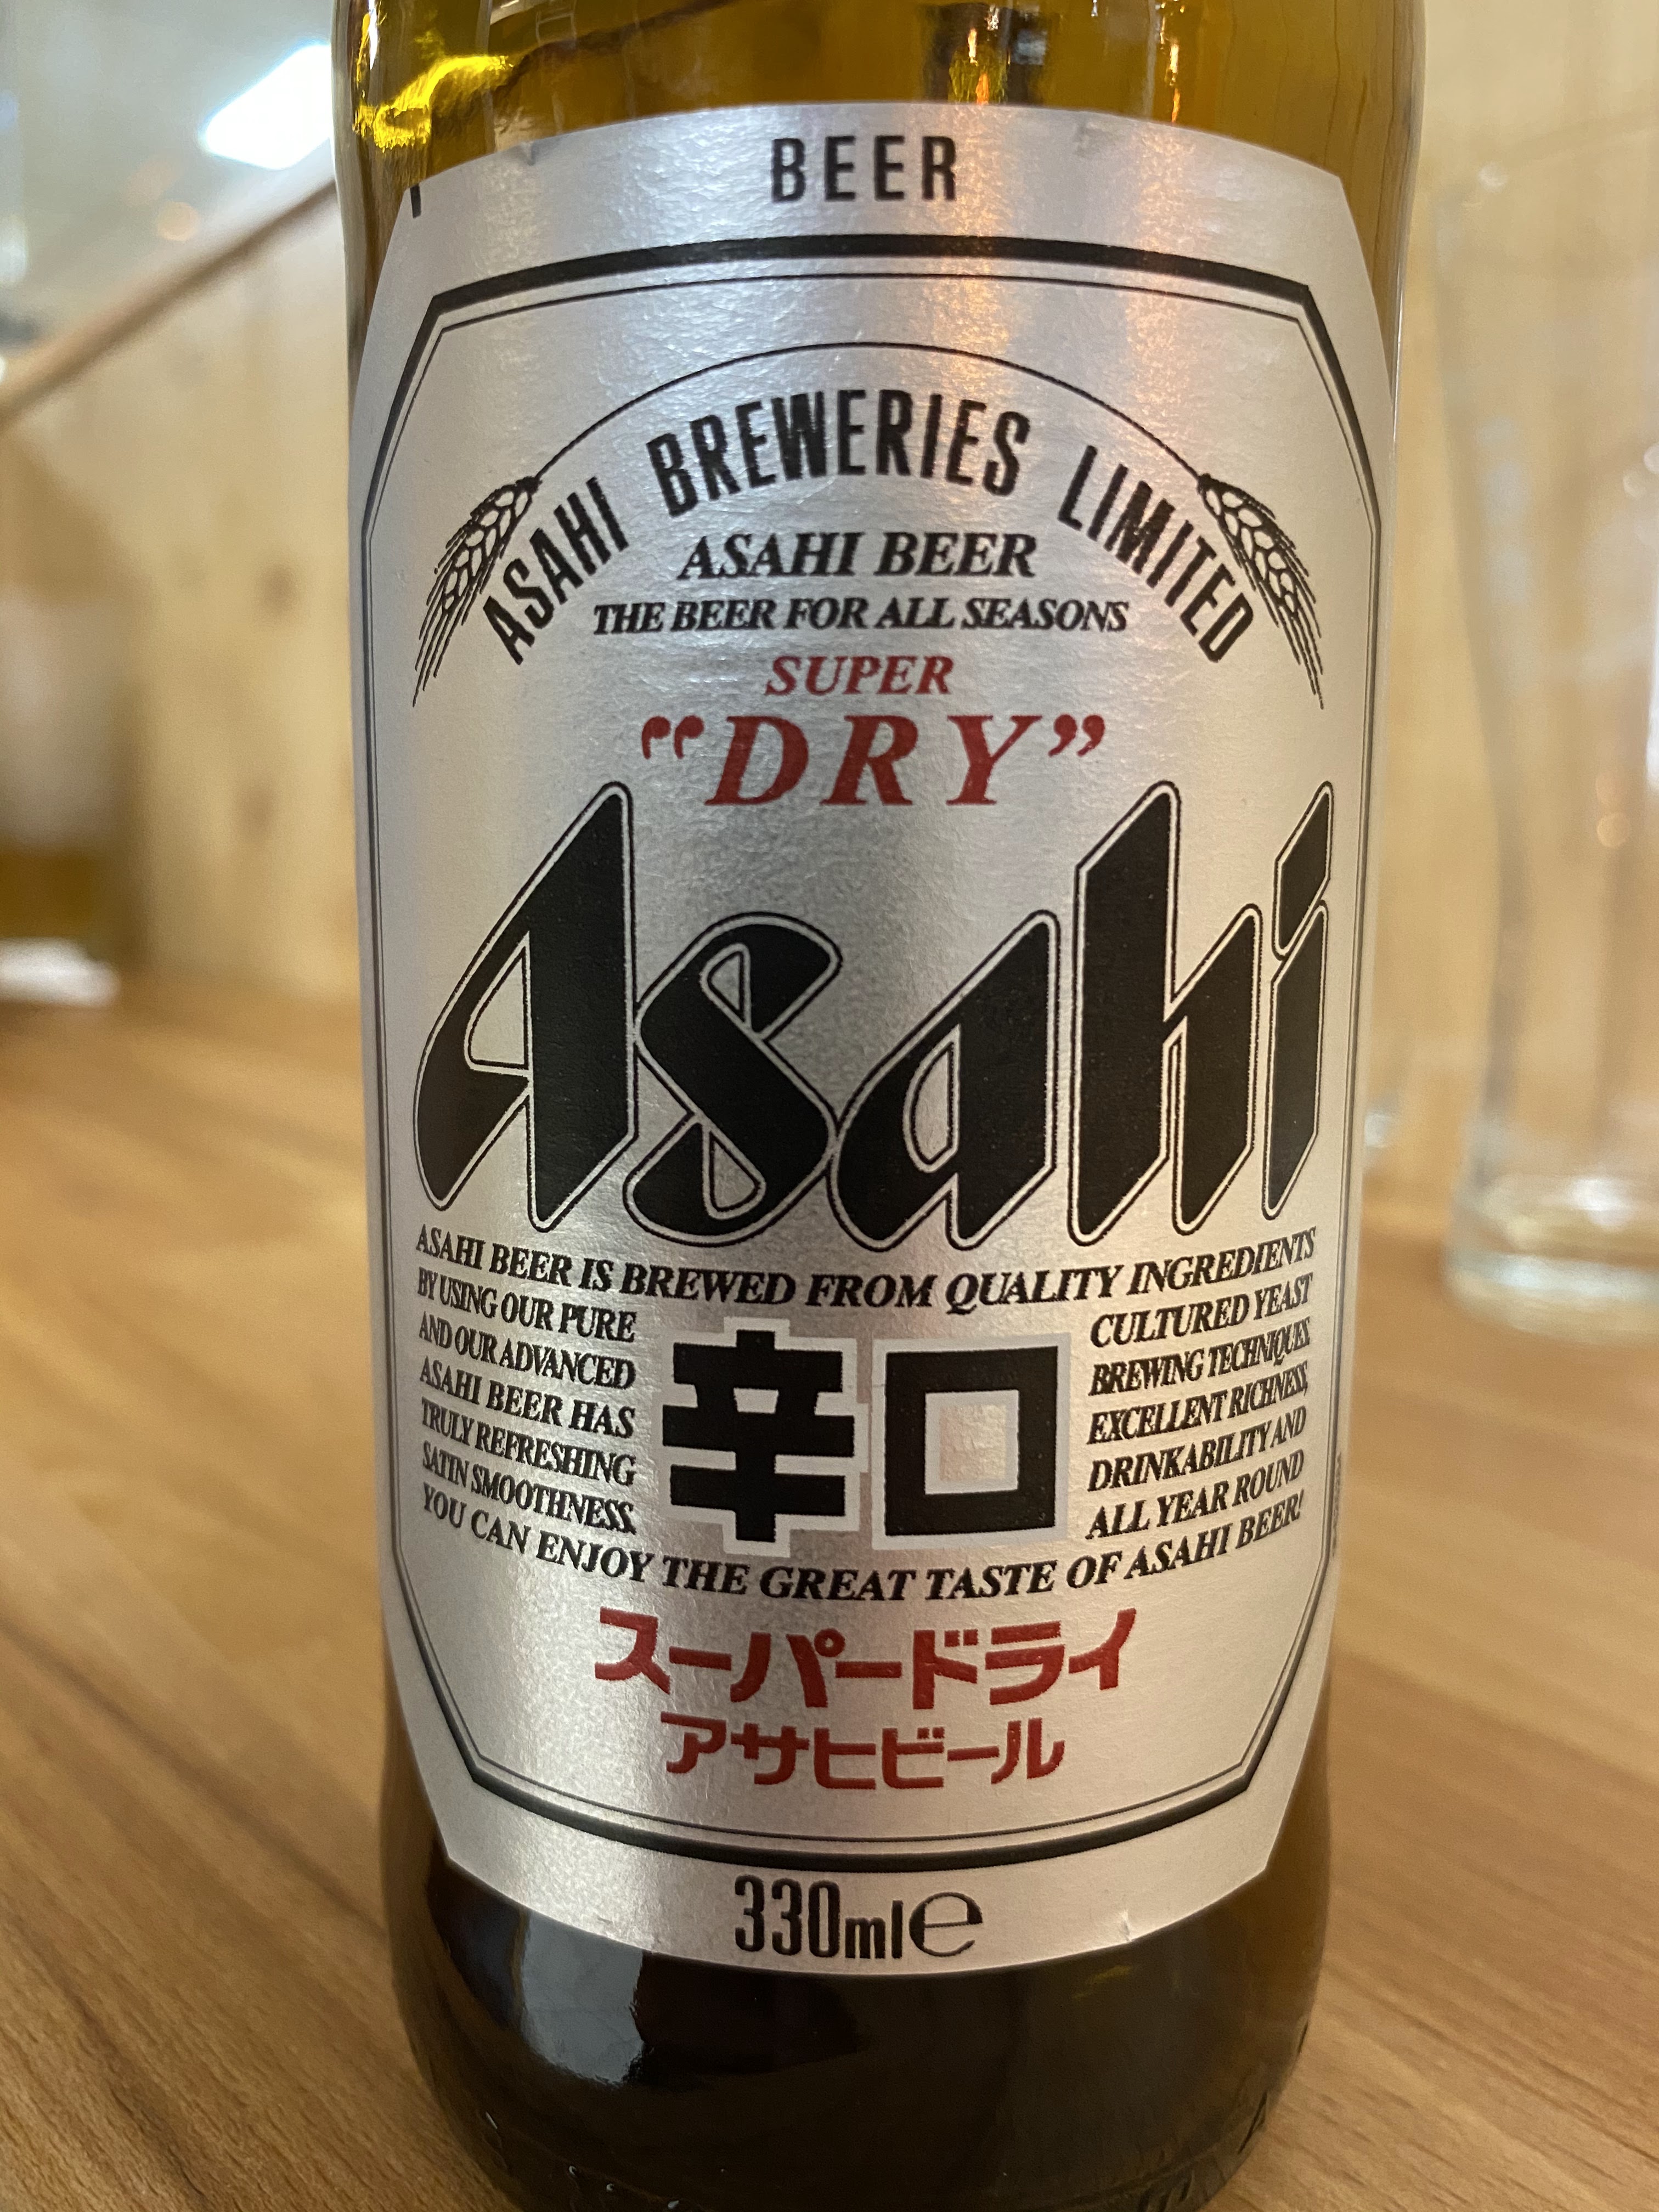 BEER
ASAHI BREWERIES LIMITED
ASAHI BEER
THE BEER FOR ALL SEASONS
SUPER
“DRY”
Asahi
ASAHI BEER IS BREWED FROM QUALITY INGREDIENTS
BY USING OUR PURE CULTURED YEAST
AND OUR ADVANCED BREWING TECHNIQUES.
ASAHI BEER HAS EXCELLENT RICHNESS,
TRULY REFRESHING DRINKABILITY AND
SATIN SMOOTHNESS. ALL YEAR ROUND
辛口
YOU CAN ENJOY THE GREAT TASTE OF ASAHI BEER!
スーパードライ
アサヒビール
330ml℮